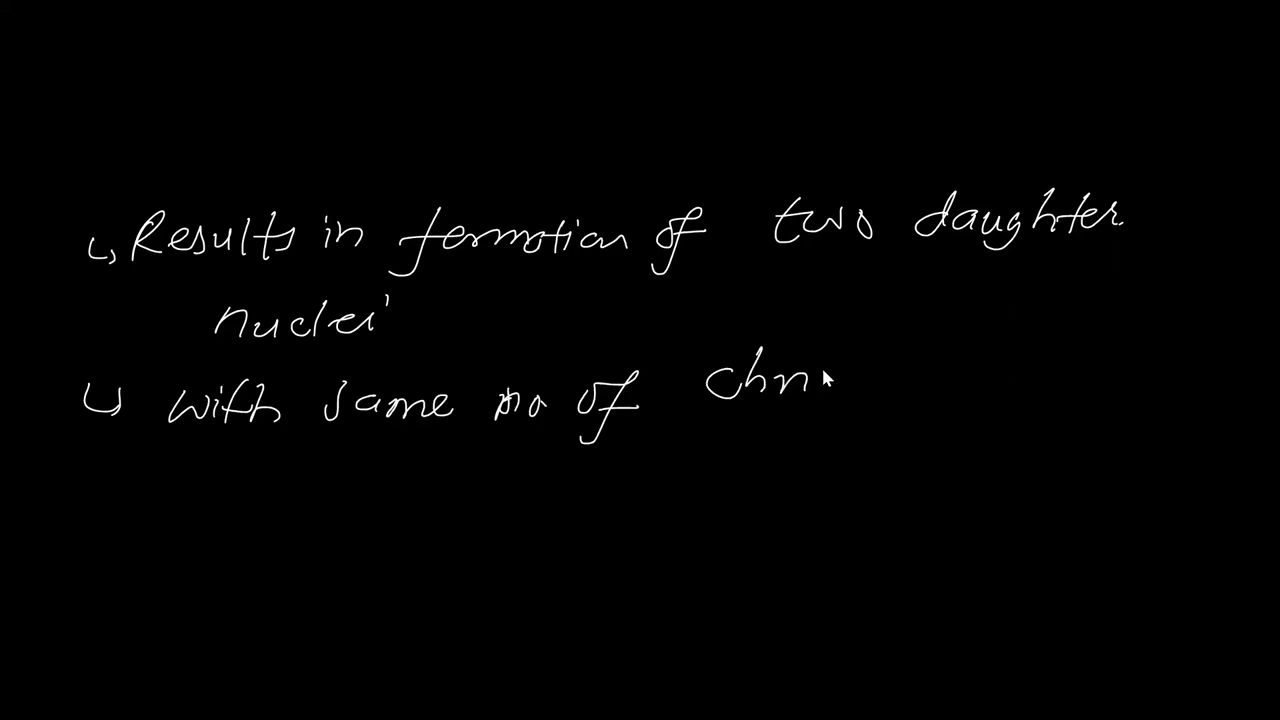 ↳ Results in formation of two daughter
nuclei
↳ with same no of chr